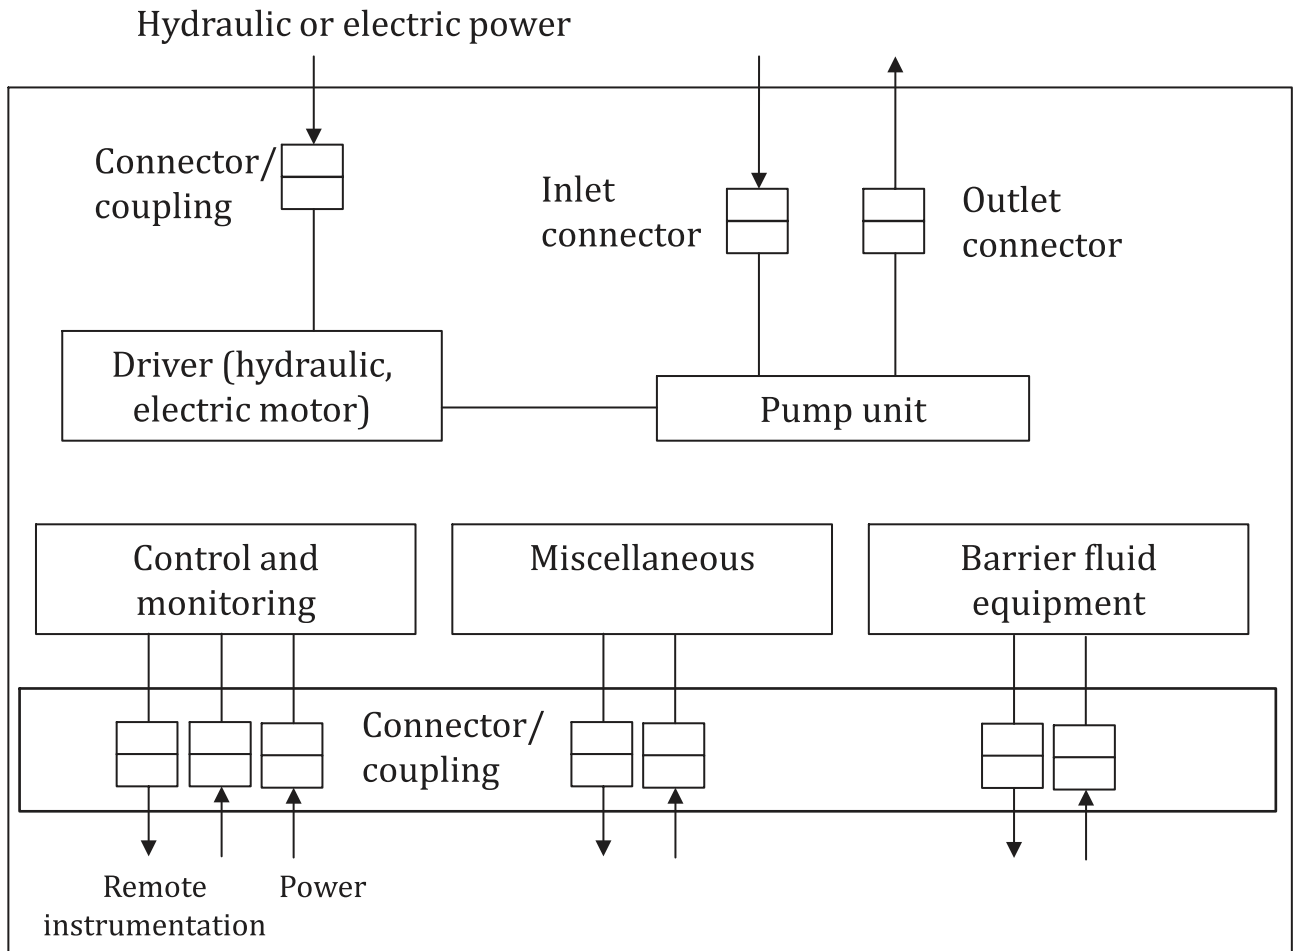 Hydraulic or electric power
Connector/
coupling
Inlet
connector
Outlet
connector
Driver (hydraulic,
electric motor)
Pump unit
Control and
monitoring
Miscellaneous
Barrier fluid
equipment
Connector/
coupling
Remote
instrumentation
Power